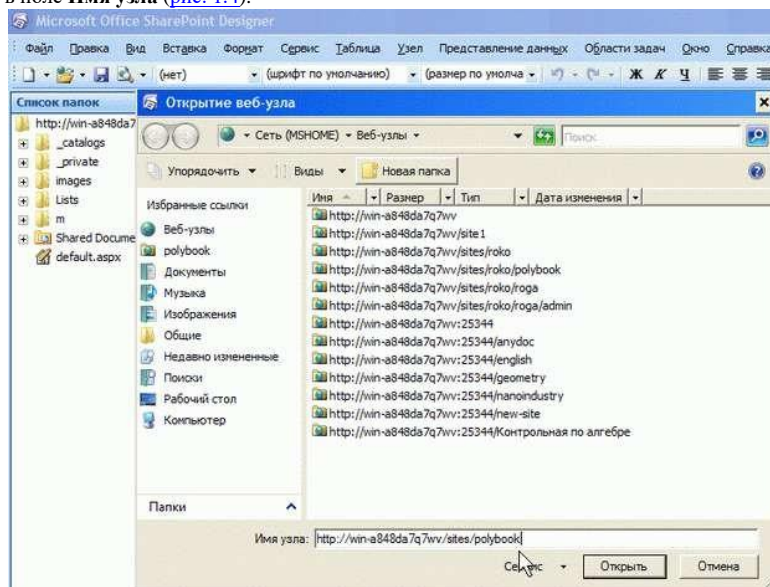 в поле Имя узла (рис. 1.4).
Microsoft Office SharePoint Designer
Файл Правка Вид Вставка Формат Сервис Таблица Узел Представление данных Области задач Окно Справка
(нет) (шрифт по умолчанию) (размер по умолча Ж К Ч
Список папок
Открытие веб-узла
http://win-a848da7
_catalogs
_private
images
Lists
m
Shared Docume
default.aspx
Сеть (MSHOME) Веб-узлы Поиск
Упорядочить Виды Новая папка
Избранные ссылки
Веб-узлы
polybook
Документы
Музыка
Изображения
Общие
Недавно измененные
Поиски
Рабочий стол
Компьютер
Папки
Имя Размер Тип Дата изменения
http://win-a848da7q7wv
http://win-a848da7q7wv/site1
http://win-a848da7q7wv/sites/roko
http://win-a848da7q7wv/sites/roko/polybook
http://win-a848da7q7wv/sites/roko/roga
http://win-a848da7q7wv/sites/roko/roga/admin
http://win-a848da7q7wv:25344
http://win-a848da7q7wv:25344/anydoc
http://win-a848da7q7wv:25344/english
http://win-a848da7q7wv:25344/geometry
http://win-a848da7q7wv:25344/nanoindustry
http://win-a848da7q7wv:25344/new-site
http://win-a848da7q7wv:25344/Контрольная по алгебре
Имя узла: http://win-a848da7q7wv/sites/polybook
Сервис Открыть Отмена